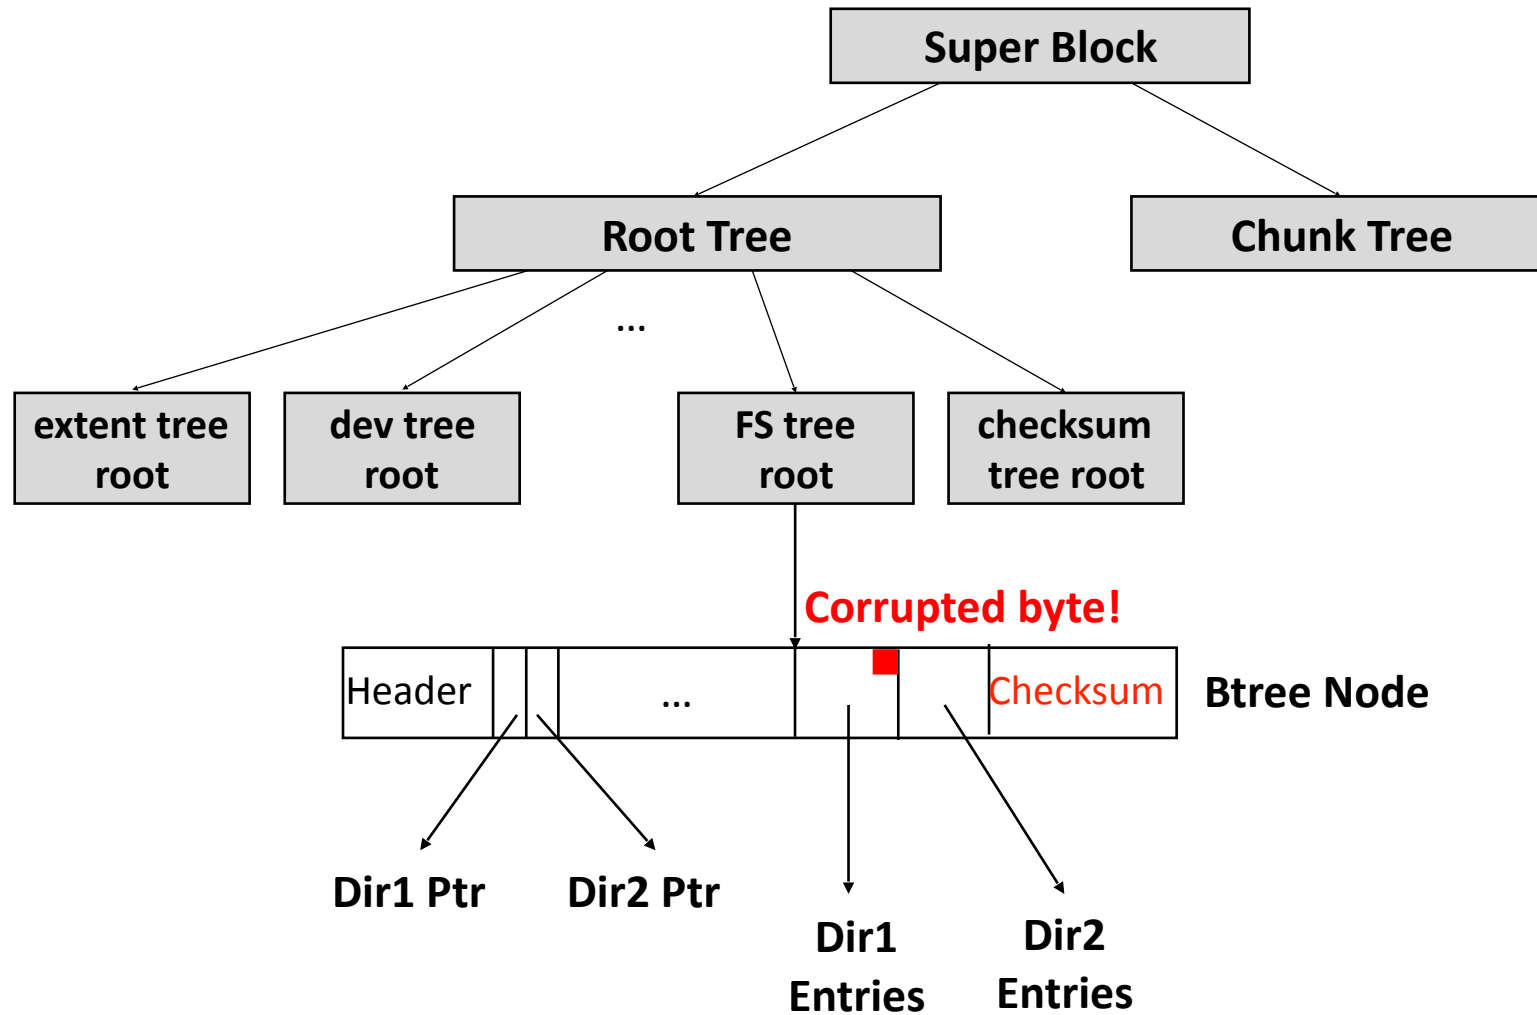 Super Block
Root Tree
Chunk Tree
...
extent tree
root
dev tree
root
FS tree
root
checksum
tree root
Corrupted byte!
Header
...
Checksum
Btree Node
Dir1 Ptr
Dir2 Ptr
Dir1
Entries
Dir2
Entries